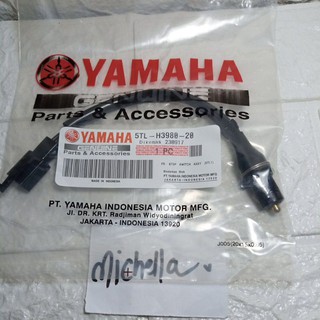 YAMAHA
GENUINE
Parts & Accessories
YAMAHA
GENUINE
Parts & Accessories
5TL-H3980-20
1 PC
MADE IN INDONESIA
PT. YAMAHA INDONESIA MOTOR MFG.
JL. DR. KRT. Radjiman Widyodiningrat
JAKARTA - INDONESIA 13920
Michella